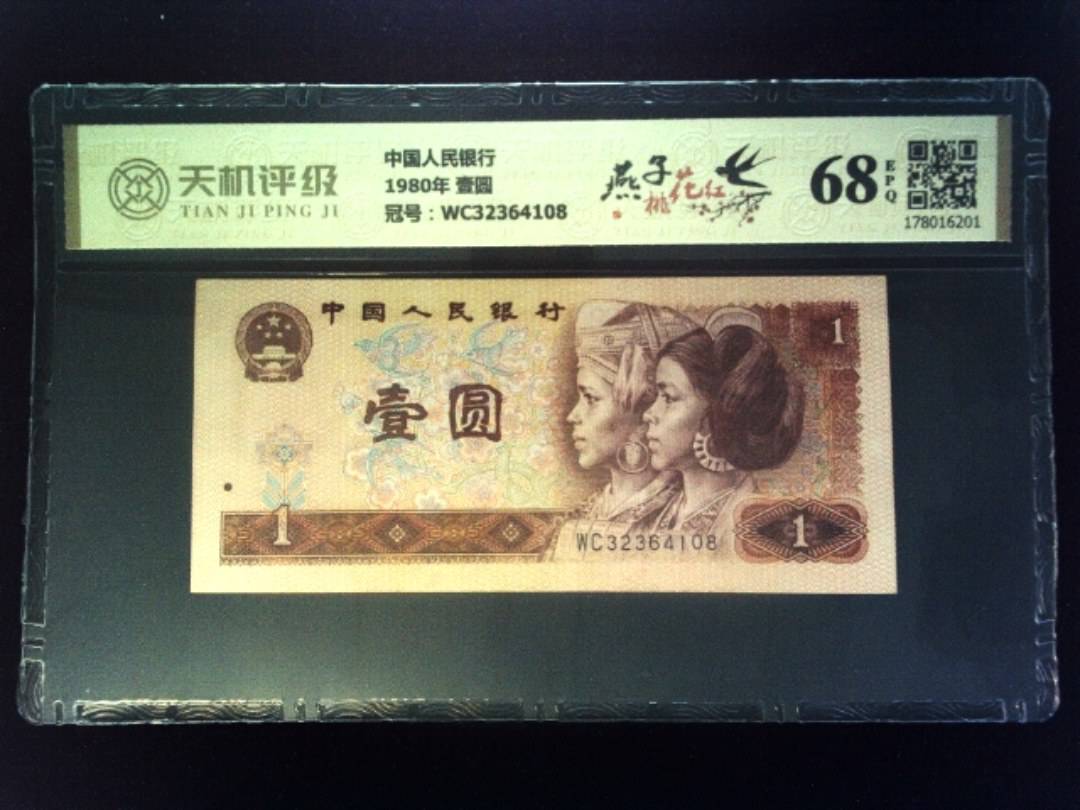 天机评级
TIAN JI PING JI
中国人民银行
1980年 壹圆
冠号：WC32364108
燕子
桃花红
68
EPQ
178016201
中国人民银行
1
壹圆
1
WC32364108
1